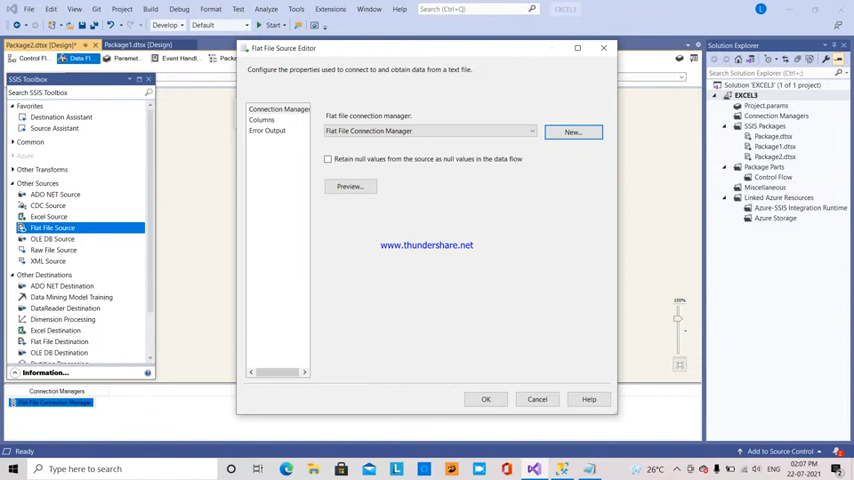 File Edit View Git Project Build Debug Test Analyze Tools Extensions Window Help Search (Ctrl+Q) EXCEL3 L
Develop Default Start
Package2.dtsx [Design]* Package1.dtsx [Design]
Control Fl... Data Fl... Paramet... Event Handl... Pack
SSIS Toolbox
Search SSIS Toolbox
Favorites
Destination Assistant
Source Assistant
Common
Azure
Other Transforms
Other Sources
ADO NET Source
CDC Source
Excel Source
Flat File Source
OLE DB Source
Raw File Source
XML Source
Other Destinations
ADO NET Destination
Data Mining Model Training
DataReader Destination
Dimension Processing
Excel Destination
Flat File Destination
OLE DB Destination
Information...
Connection Managers
Flat File Connection Manager
Flat File Source Editor
Configure the properties used to connect to and obtain data from a text file.
Connection Manager
Columns
Error Output
Flat file connection manager:
Flat File Connection Manager New...
Retain null values from the source as null values in the data flow
Preview...
www.thundershare.net
OK Cancel Help
150%
Solution Explorer
Search Solution Explorer (Ctrl+;)
Solution 'EXCEL3' (1 of 1 project)
EXCEL3
Project.params
Connection Managers
SSIS Packages
Package.dtsx
Package1.dtsx
Package2.dtsx
Package Parts
Control Flow
Miscellaneous
Linked Azure Resources
Azure-SSIS Integration Runtime
Azure Storage
Ready Add to Source Control
Type here to search
26°C ENG 02:07 PM
22-07-2021